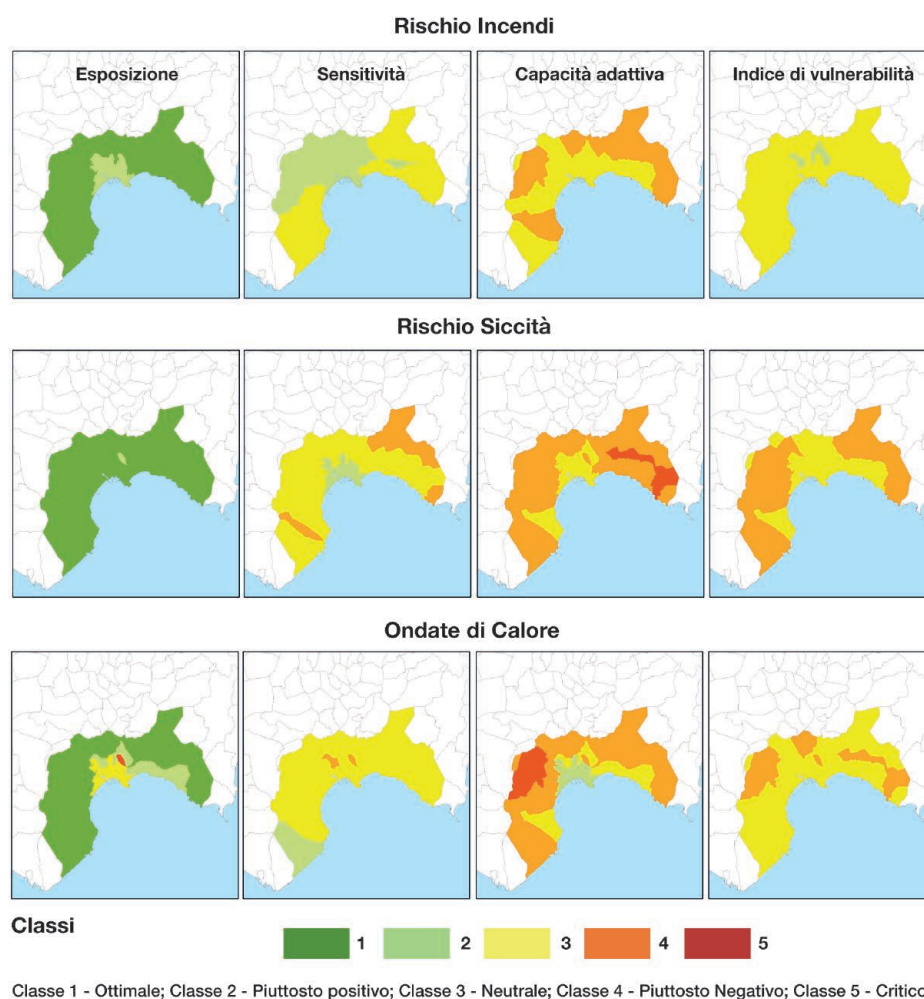 Rischio Incendi
Esposizione
Sensitività
Capacità adattiva
Indice di vulnerabilità
Rischio Siccità
Ondate di Calore
Classi
1
2
3
4
5
Classe 1 - Ottimale; Classe 2 - Piuttosto positivo; Classe 3 - Neutrale; Classe 4 - Piuttosto Negativo; Classe 5 - Critica